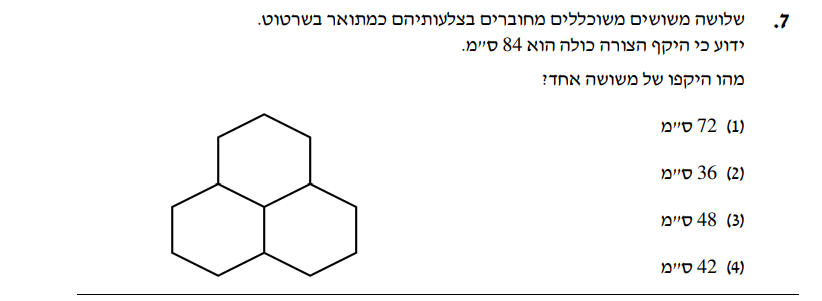 .7 שלושה משושים משוכללים מחוברים בצלעותיהם כמתואר בשרטוט.
ידוע כי היקף הצורה כולה הוא 84 ס״מ.
מהו היקפו של משושה אחד?
(1) 72 ס״מ
(2) 36 ס״מ
(3) 48 ס״מ
(4) 42 ס״מ